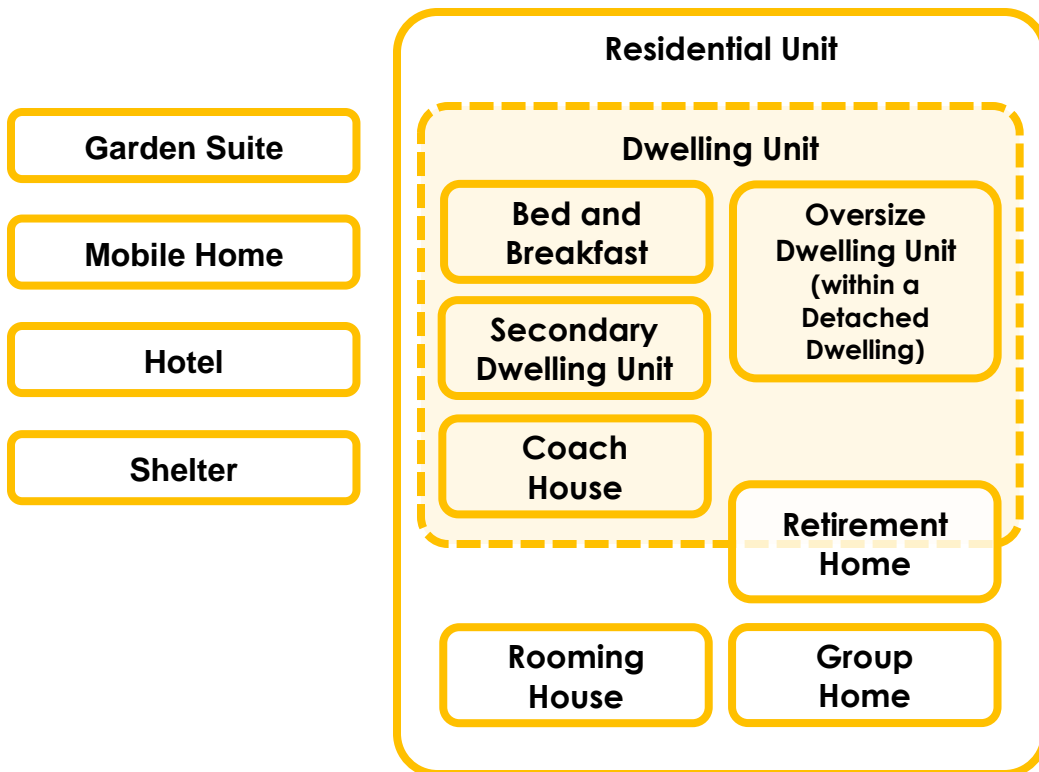 Residential Unit
Garden Suite
Mobile Home
Hotel
Shelter
Dwelling Unit
Bed and
Breakfast
Oversize
Dwelling Unit
(within a
Detached
Dwelling)
Secondary
Dwelling Unit
Coach
House
Retirement
Home
Rooming
House
Group
Home